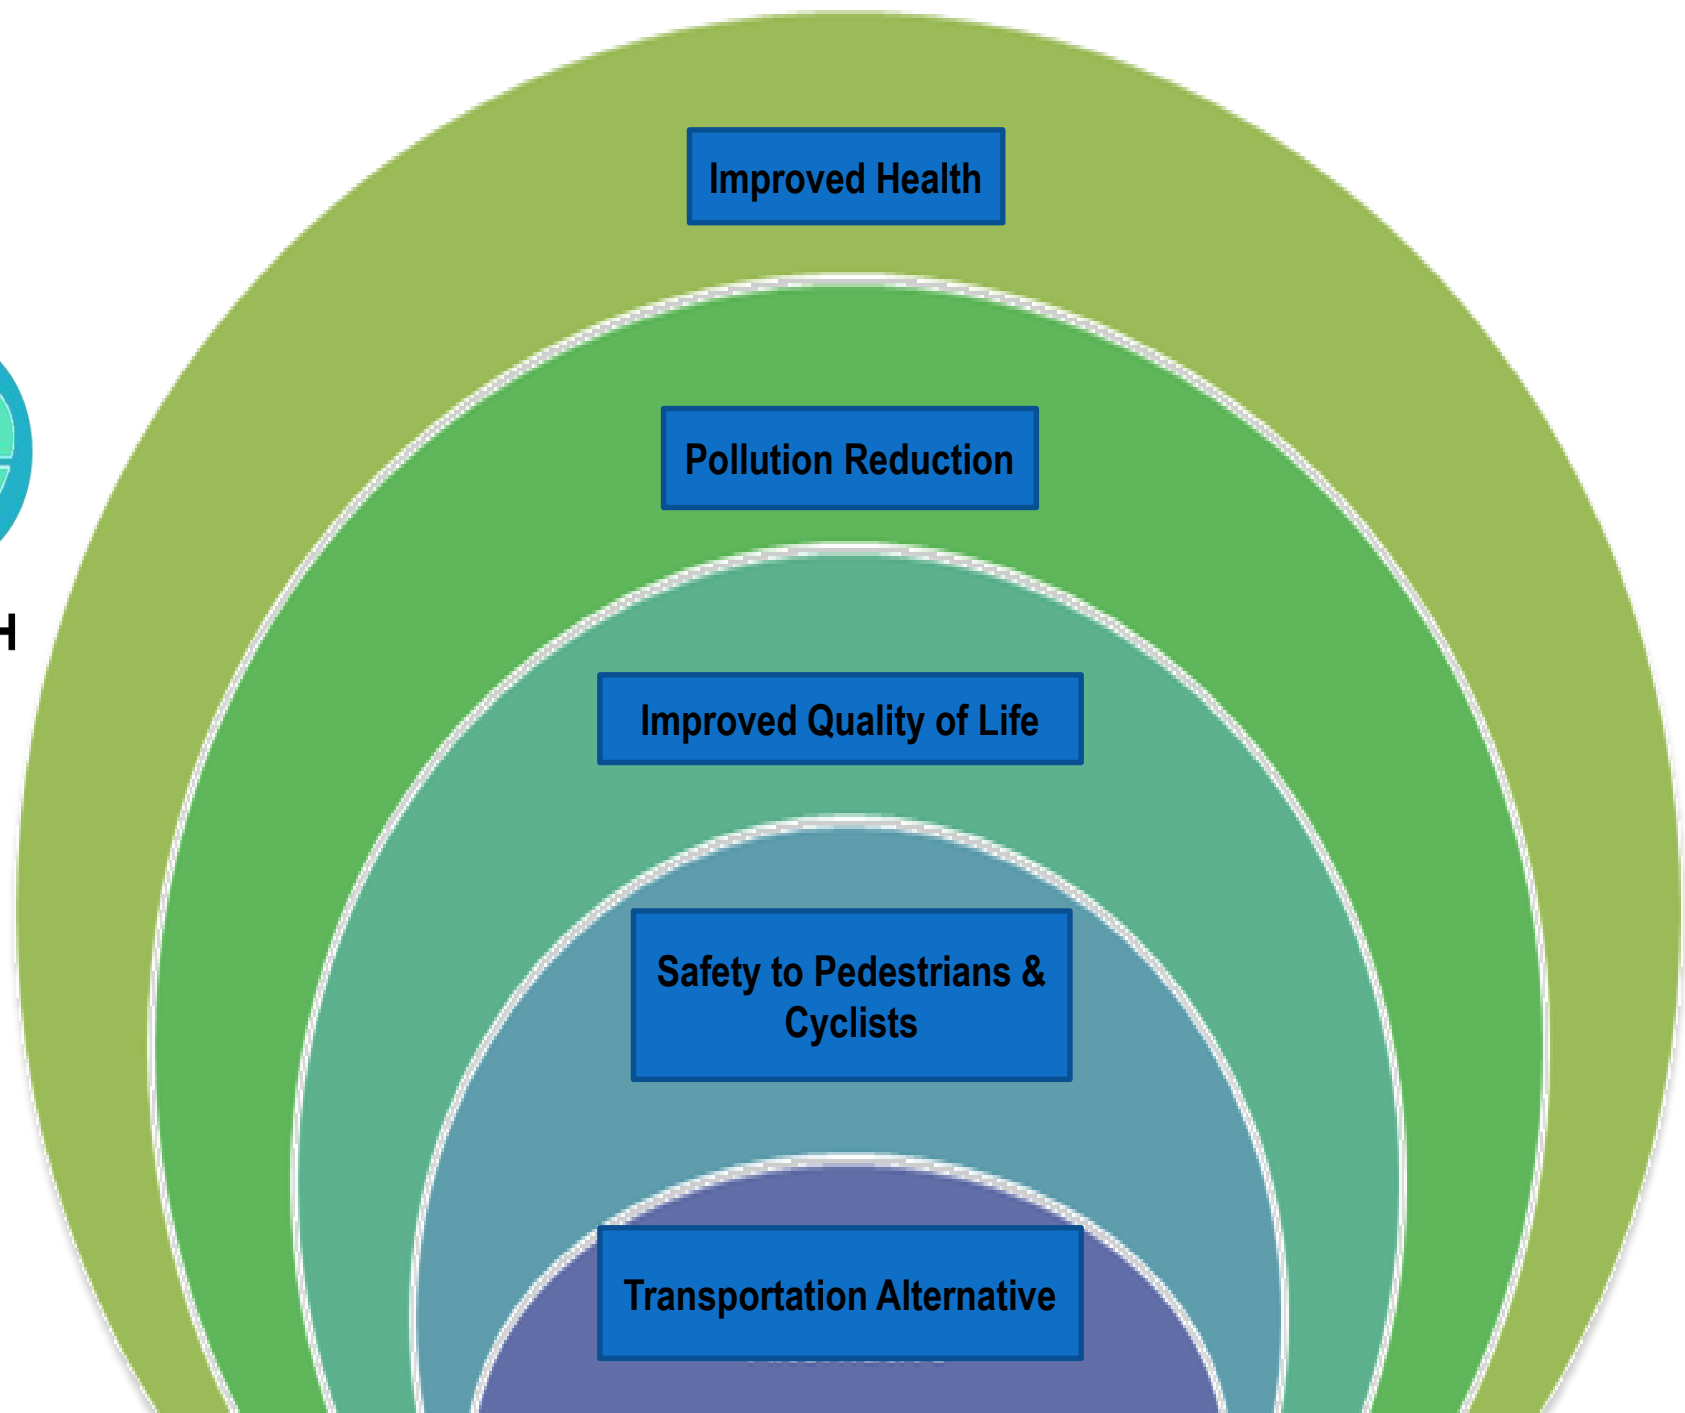 Improved Health
Pollution Reduction
H
Improved Quality of Life
Safety to Pedestrians &
Cyclists
Transportation Alternative